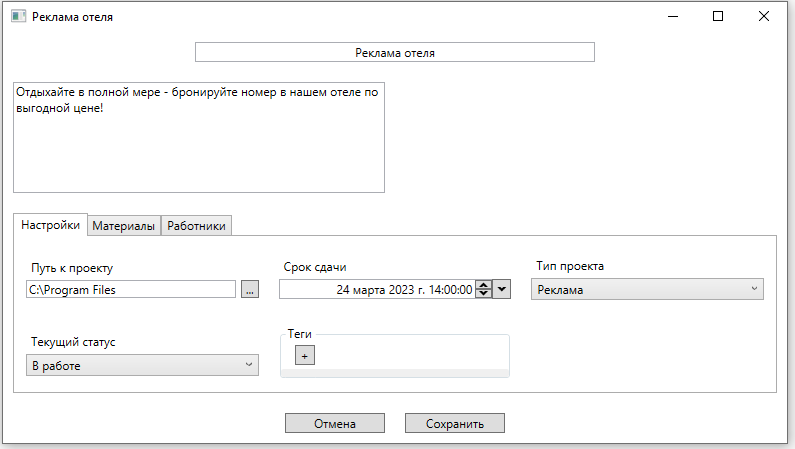 Реклама отеля
Реклама отеля
Отдыхайте в полной мере - бронируйте номер в нашем отеле по
выгодной цене!
Настройки Материалы Работники
Путь к проекту Срок сдачи Тип проекта
C:\Program Files ... 24 марта 2023 г. 14:00:00 Реклама
Текущий статус Теги
В работе +
Отмена Сохранить